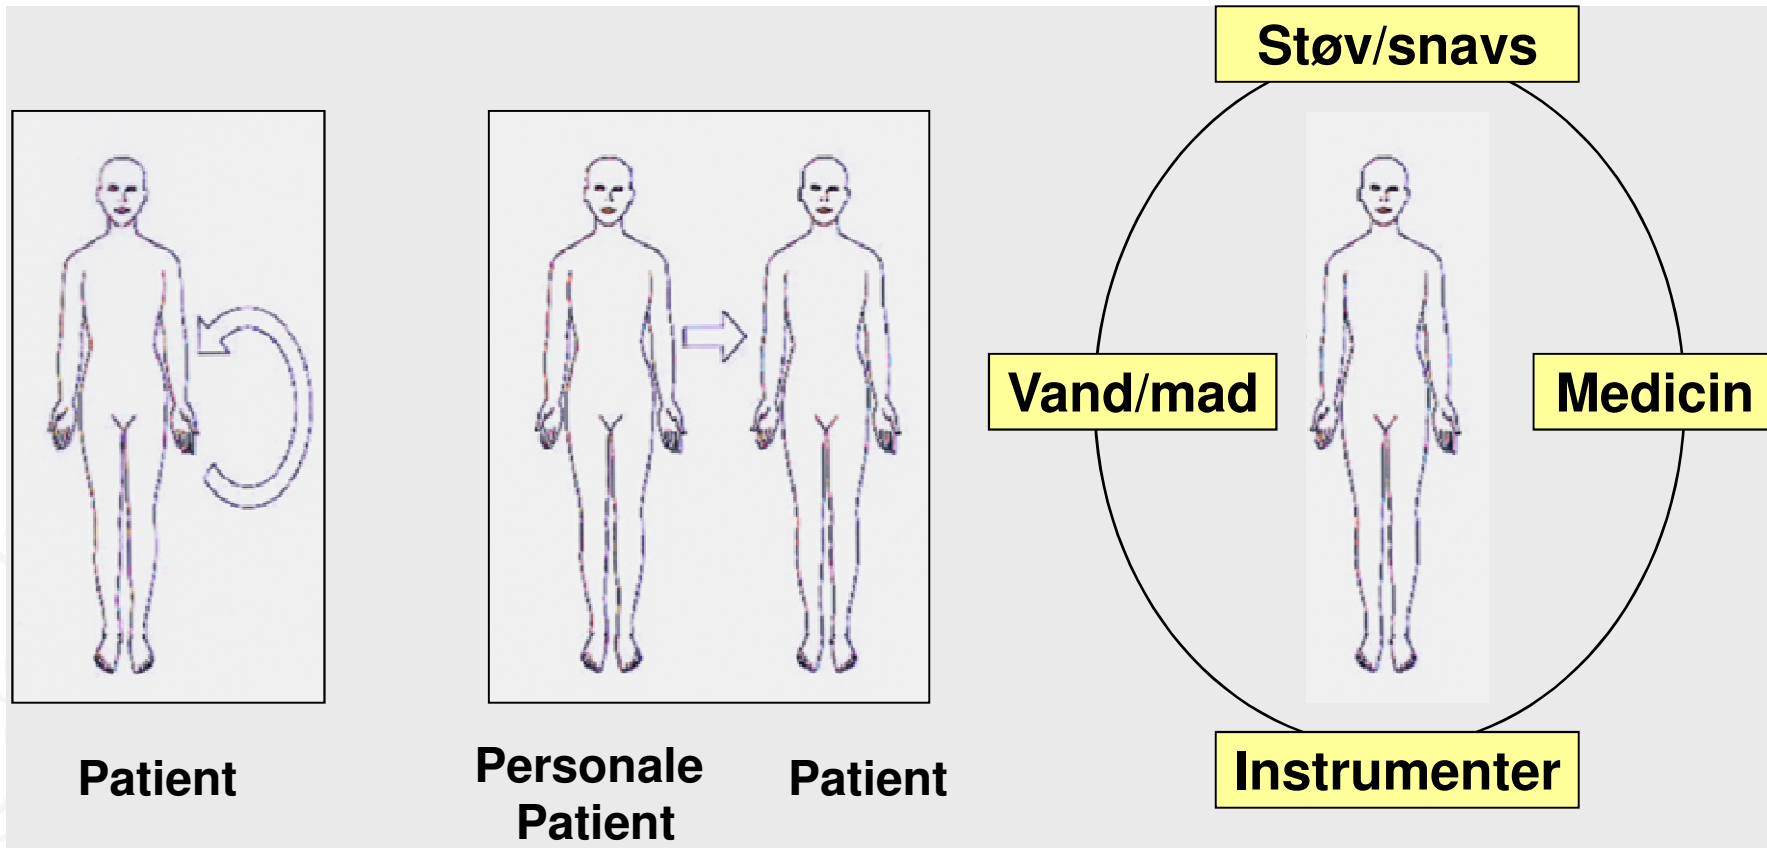 Støv/snavs
Vand/mad
Medicin
Instrumenter
Patient
Personale
Patient
Patient